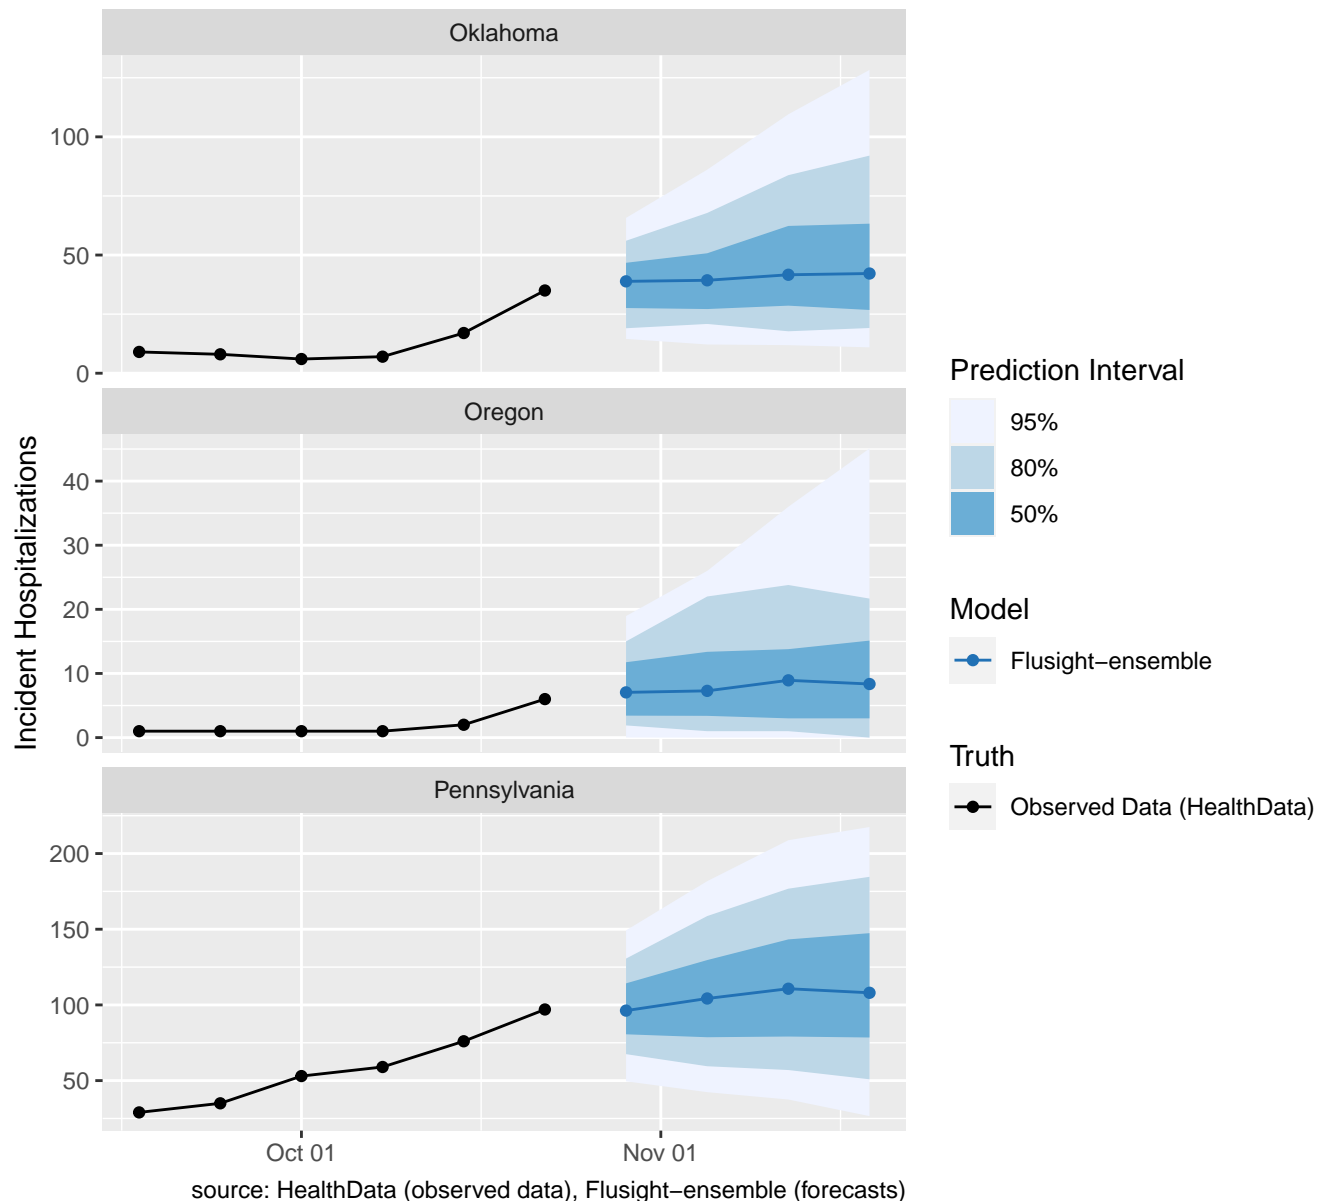 Oklahoma
100
50
0
Oregon
40
30
20
10
0
Pennsylvania
200
150
100
50
Incident Hospitalizations
Oct 01
Nov 01
source: HealthData (observed data), Flusight−ensemble (forecasts)
Prediction Interval
95%
80%
50%
Model
Flusight−ensemble
Truth
Observed Data (HealthData)